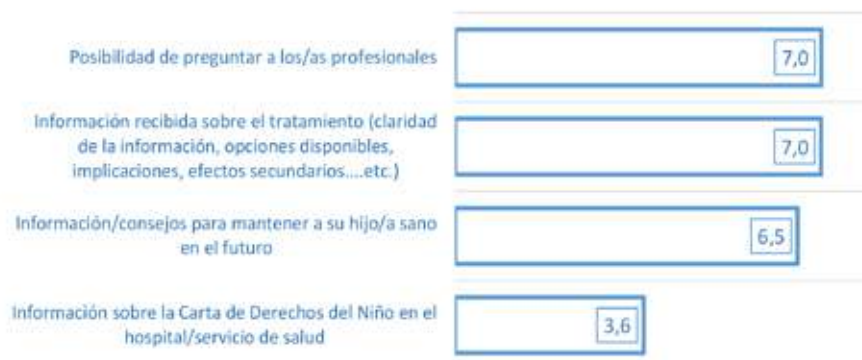 Posibilidad de preguntar a los/as profesionales
7,0
Información recibida sobre el tratamiento (claridad
de la información, opciones disponibles,
implicaciones, efectos secundarios....etc.)
7,0
Información/consejos para mantener a su hijo/a sano
en el futuro
6,5
Información sobre la Carta de Derechos del Niño en el
hospital/servicio de salud
3,6